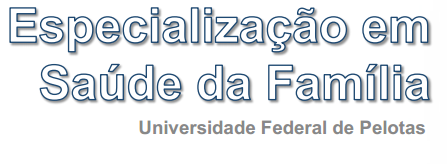 Especialização em
Saúde da Família
Universidade Federal de Pelotas